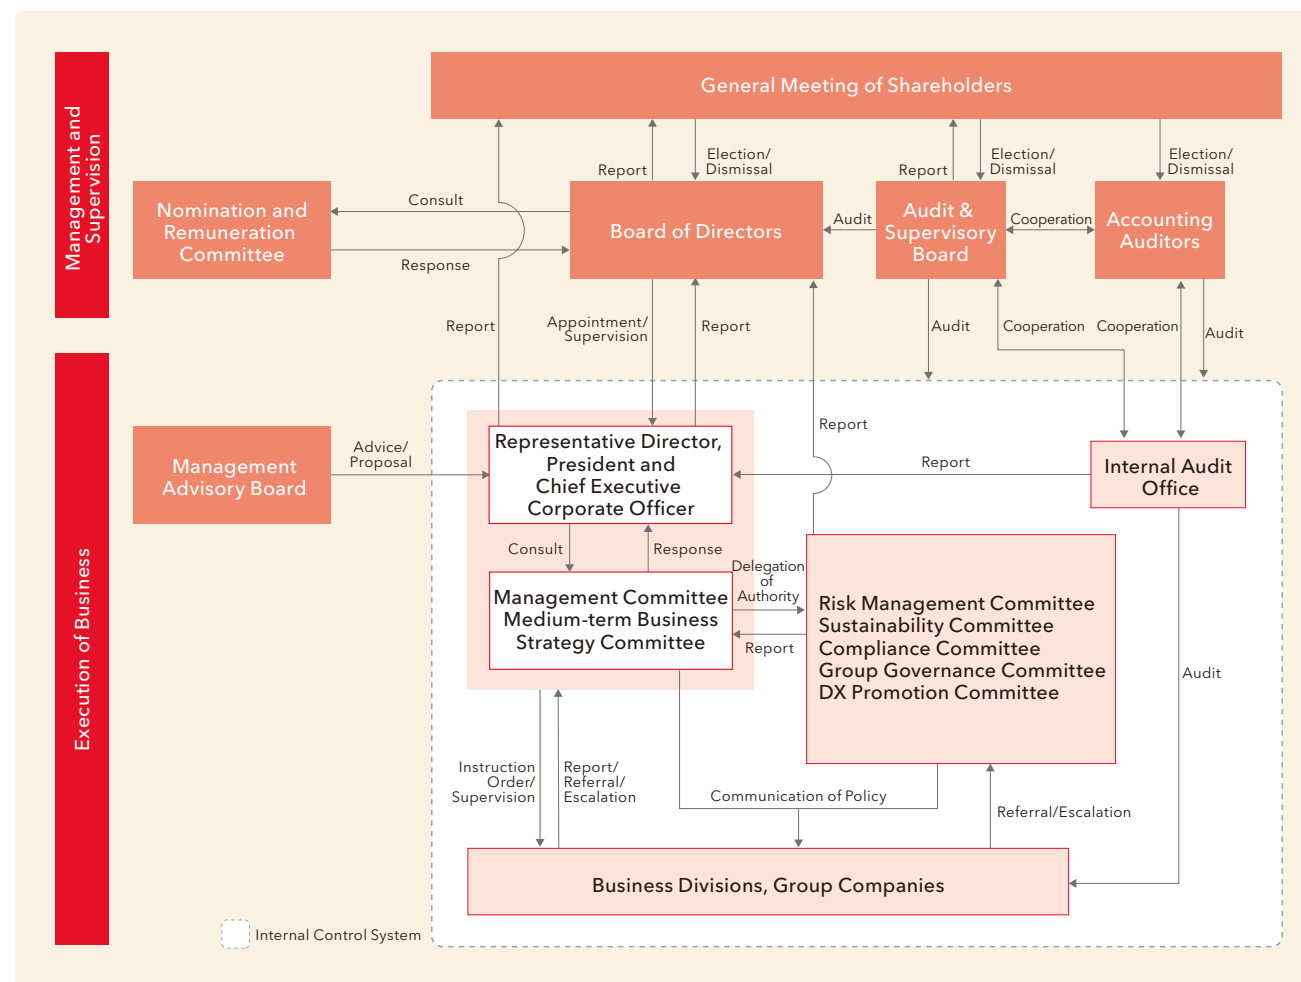 Management and
Supervision
General Meeting of Shareholders
Report
Election/
Dismissal
Report
Election/
Dismissal
Election/
Dismissal
Nomination and
Remuneration
Committee
Consult
Response
Board of Directors
Audit
Audit &
Supervisory
Board
Cooperation
Accounting
Auditors
Report
Appointment/
Supervision
Report
Audit
Cooperation
Cooperation
Audit
Execution of Business
Management
Advisory Board
Advice/
Proposal
Representative Director,
President and
Chief Executive
Corporate Officer
Report
Report
Internal Audit
Office
Consult
Response
Management Committee
Medium-term Business
Strategy Committee
Delegation
of
Authority
Report
Risk Management Committee
Sustainability Committee
Compliance Committee
Group Governance Committee
DX Promotion Committee
Audit
Instruction
Order/
Supervision
Report/
Referral/
Escalation
Communication of Policy
Referral/Escalation
Business Divisions, Group Companies
Internal Control System